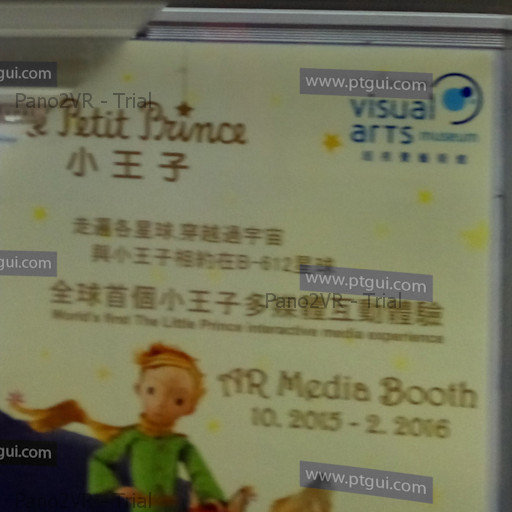 gui.com
www.ptgui.com
Pano2VR - Trial
Petit Prince
visual
arts museum
小王子
走遍各星球.穿越過宇宙
與小王子相約在B-612星球
gui.com
www.ptgui.com
全球首個小王子多媒體互動體驗
Pano2VR - Trial
World's first The Little Prince interactive media experience
AR Media Booth
10. 2015 - 2. 2016
gui.com
www.ptgui.com
Trial